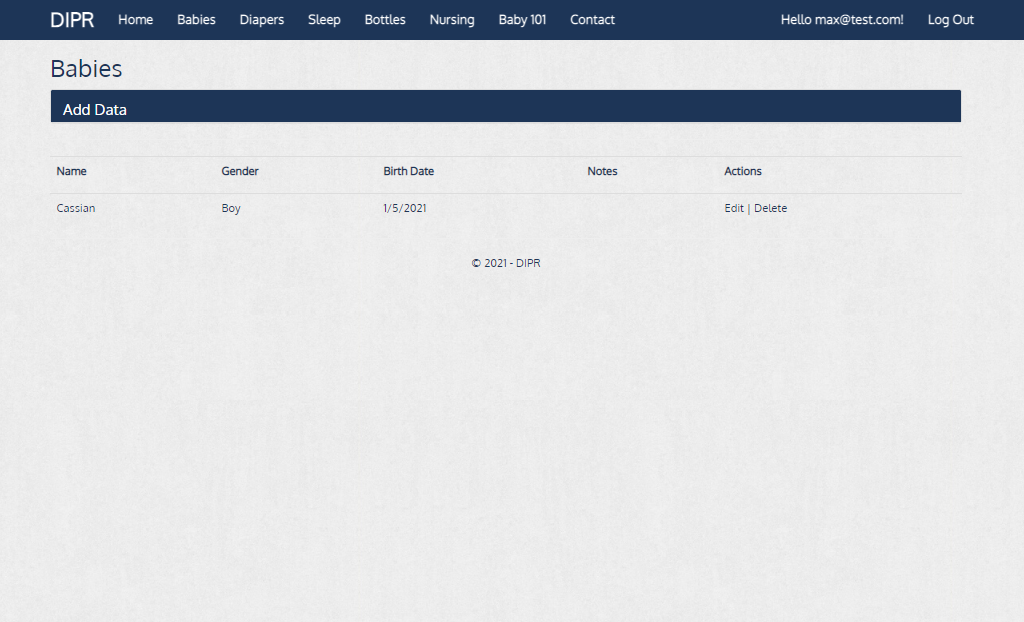 DIPR Home Babies Diapers Sleep Bottles Nursing Baby 101 Contact Hello max@test.com! Log Out
Babies
Add Data
Name Gender Birth Date Notes Actions
Cassian Boy 1/5/2021 Edit | Delete
© 2021 - DIPR